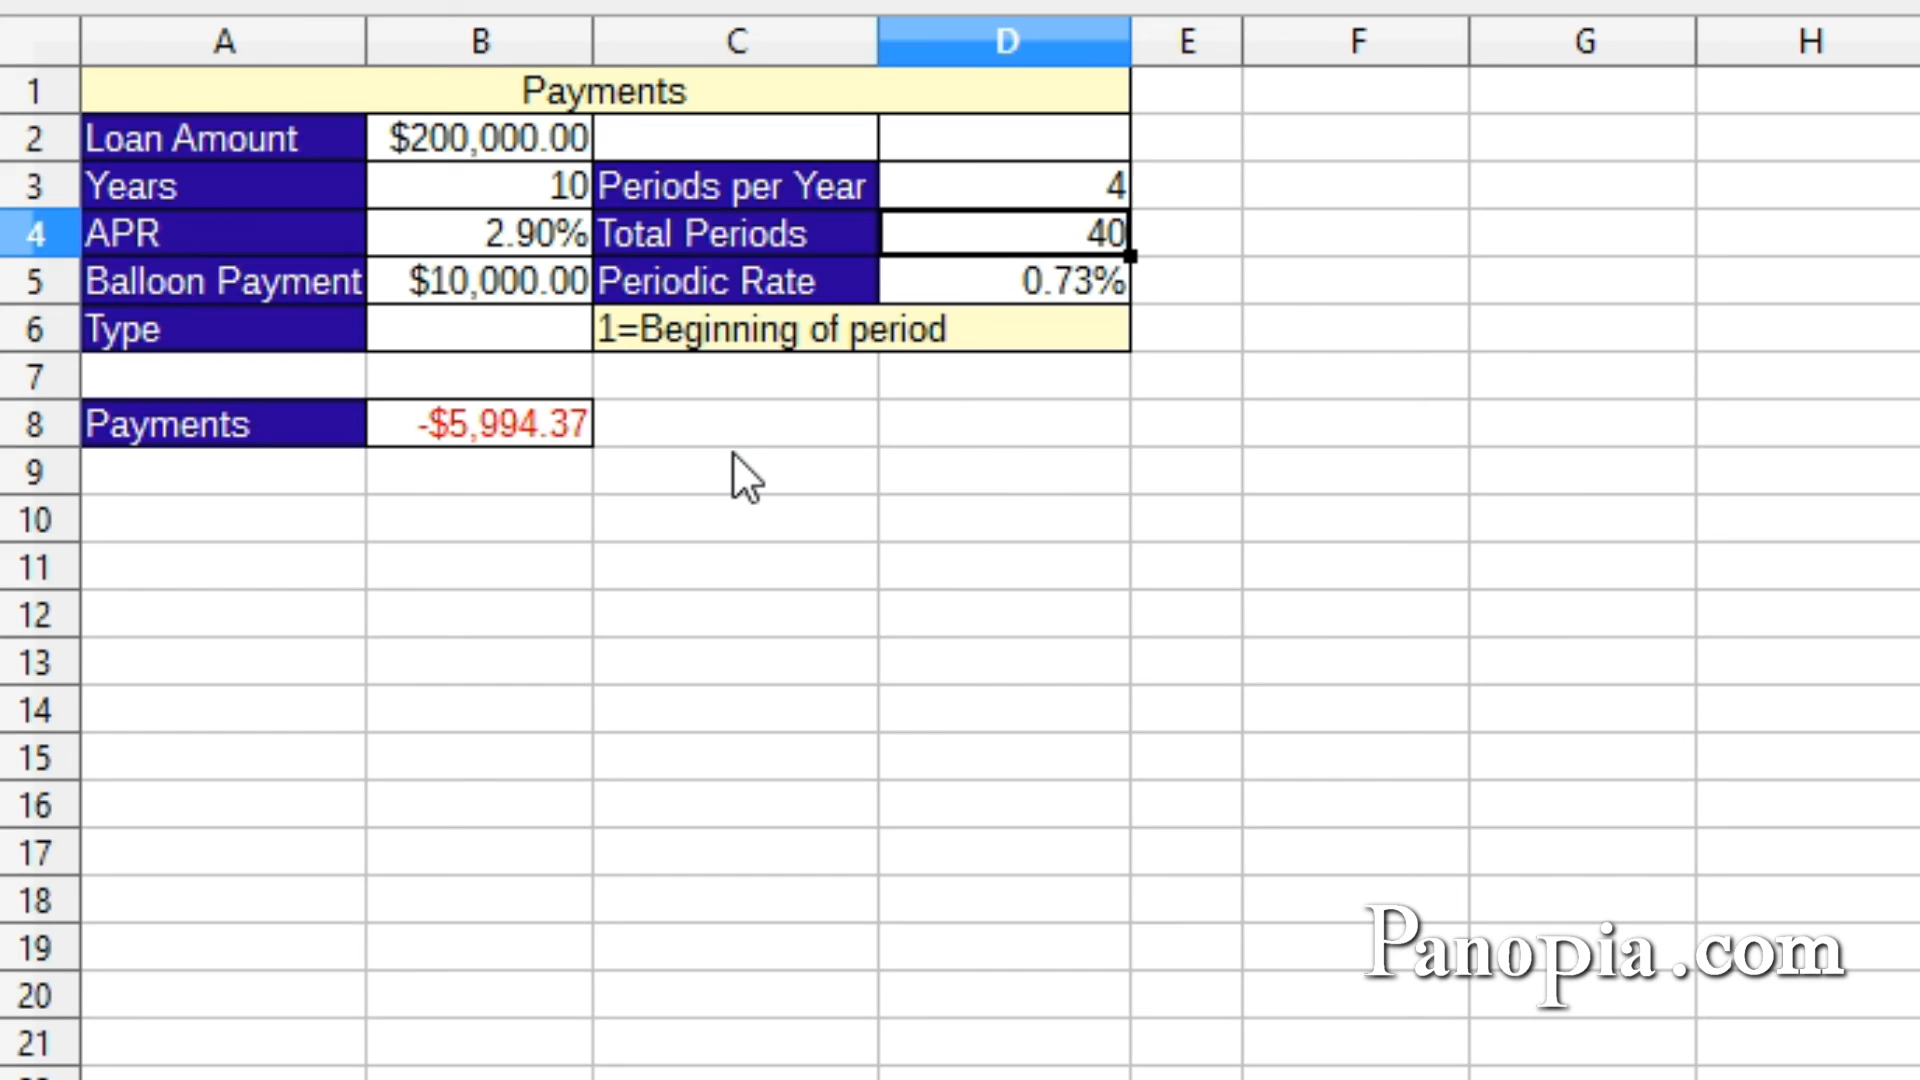 A B C D E F G H
1 Payments
2 Loan Amount $200,000.00
3 Years 10 Periods per Year 4
4 APR 2.90% Total Periods 40
5 Balloon Payment $10,000.00 Periodic Rate 0.73%
6 Type 1=Beginning of period
7
8 Payments -$5,994.37
9
10
11
12
13
14
15
16
17
18
19
Panopia.com
20
21